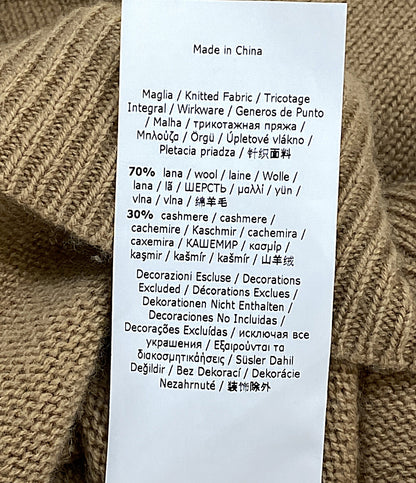 Made in China
Maglia / Knitted Fabric / Tricotage
Integral / Wirkware / Generos de Punto
/ Malha / трикотажная пряжа /
Μπλούζα / Örgü / Úpletové vlákno /
Pletacia priadza / 针织面料
70% lana / wool / laine / Wolle /
lana / lã / ШЕРСТЬ / μαλλί / yün /
vlna / vlna / 绵羊毛
30% cashmere / cashmere /
cachemire / Kaschmir / cachemira /
caxemira / КАШЕМИР / κασμίρ /
kaşmir / kašmír / kašmír / 山羊绒
Decorazioni Escluse / Decorations
Excluded / Décorations Exclues /
Dekorationen Nicht Enthalten /
Decoraciones No Incluidas /
Decorações Excluídas / исключая все
украшения / Εξαιρούνται τα
διακοσμητικάήσεις / Süsler Dahil
Değildir / Bez Dekorací / Dekorácie
Nezahrnuté / 装饰除外